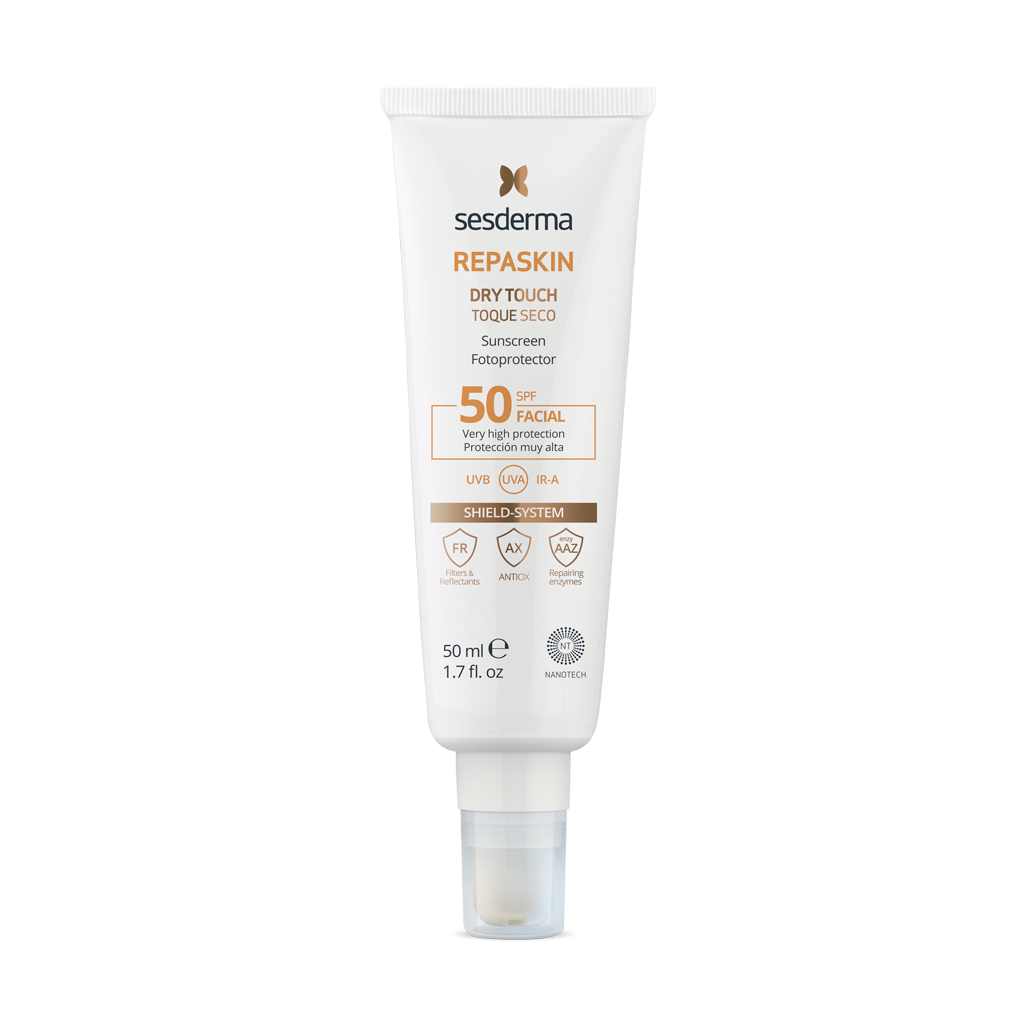 sesderma
REPASKIN
DRY TOUCH
TOQUE SECO
Sunscreen
Fotoprotector
50 SPF
FACIAL
Very high protection
Protección muy alta
UVB UVA IR-A
SHIELD-SYSTEM
FR
Filters &
Reflectants
AX
ANTIOX
enzy
AAZ
Repairing
enzymes
50 ml ℮
1.7 fl. oz
NT
NANOTECH